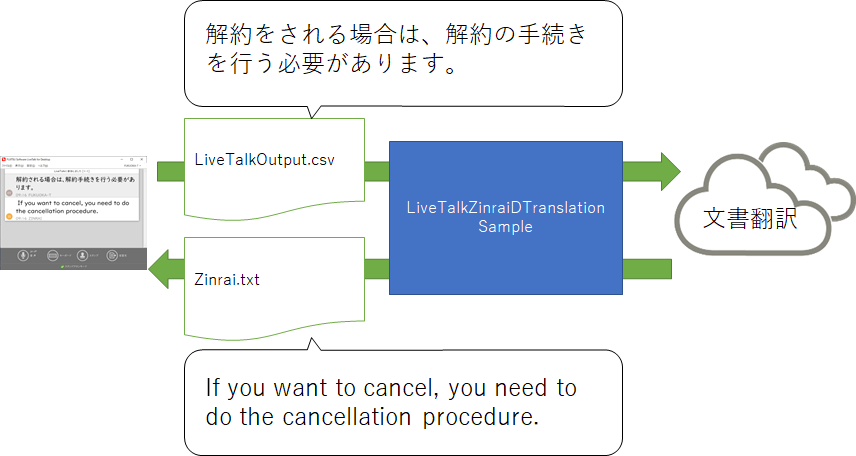 解約をされる場合は、解約の手続き
を行う必要があります。
LiveTalkOutput.csv
解約される場合は、解約手続きを行う必要があ
ります。
If you want to cancel, you need to do
the cancellation procedure.
LiveTalkZinraiDTranslation
Sample
文書翻訳
Zinrai.txt
If you want to cancel, you need to
do the cancellation procedure.